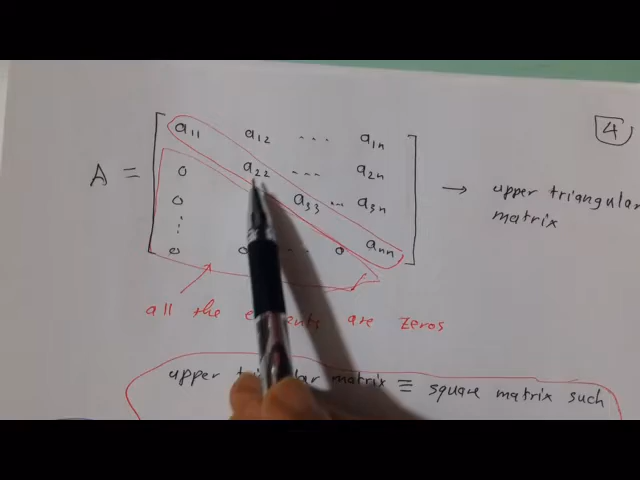 4
a11 a12 ... a1n
A = 0 a22 ... a2n → upper triangular
0 a33 ... a3n matrix
⋮
0 0 ... 0 ann
all the are zeros
upper matrix ≡ square matrix such